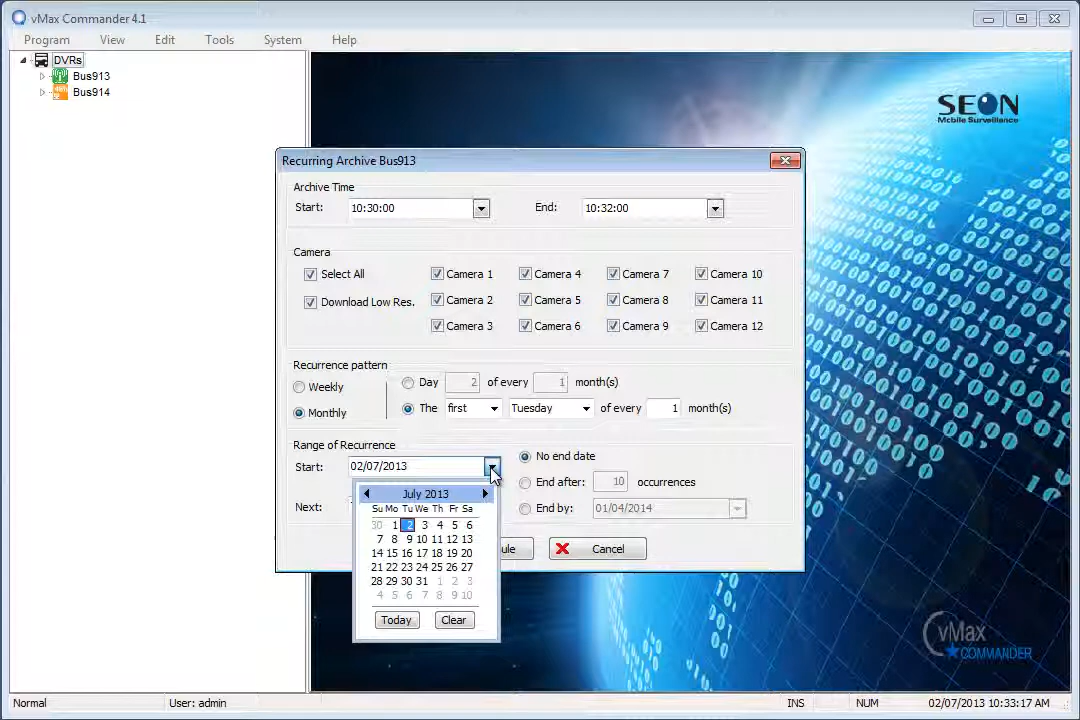 vMax Commander 4.1
Program View Edit Tools System Help
DVRs
Bus913
Bus914
SEON
Mobile Surveillance
Recurring Archive Bus913
Archive Time
Start: 10:30:00 End: 10:32:00
Camera
Select All Camera 1 Camera 4 Camera 7 Camera 10
Download Low Res. Camera 2 Camera 5 Camera 8 Camera 11
Camera 3 Camera 6 Camera 9 Camera 12
Recurrence pattern
Weekly Day 2 of every 1 month(s)
Monthly The first Tuesday of every 1 month(s)
Range of Recurrence
Start: 02/07/2013 No end date
End after: 10 occurrences
Next: End by: 01/04/2014
July 2013
Su Mo Tu We Th Fr Sa
30 1 2 3 4 5 6
7 8 9 10 11 12 13
14 15 16 17 18 19 20
21 22 23 24 25 26 27
28 29 30 31 1 2 3
4 5 6 7 8 9 10
Today Clear
Cancel
vMax
COMMANDER
Normal User: admin INS NUM 02/07/2013 10:33:17 AM